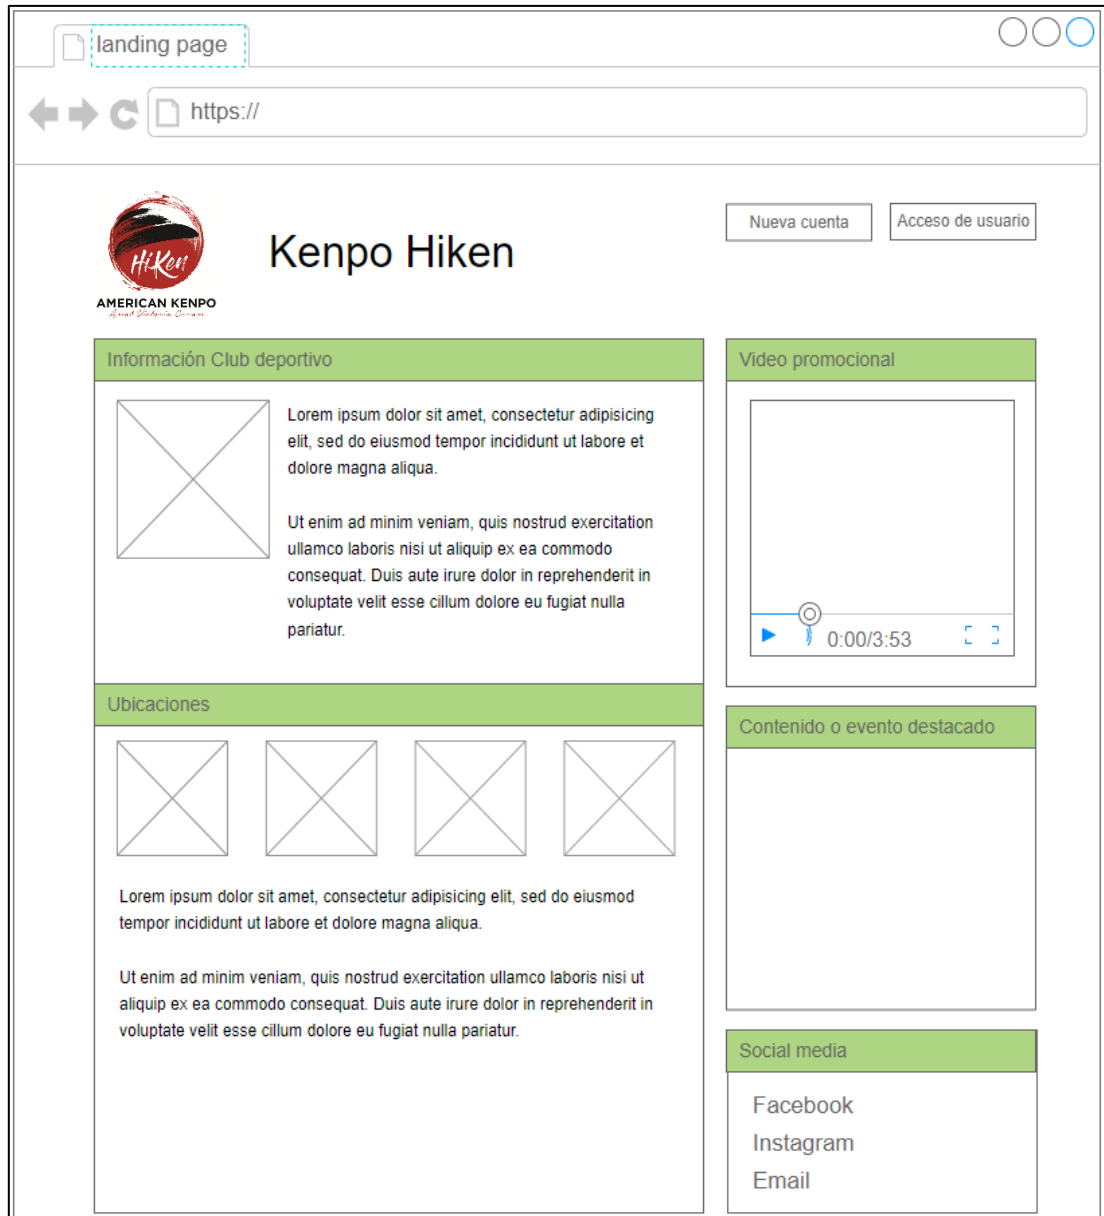 landing page
https://
HiKen
AMERICAN KENPO
Kenpo Hiken
Nueva cuenta
Acceso de usuario
Información Club deportivo
Lorem ipsum dolor sit amet, consectetur adipisicing
elit, sed do eiusmod tempor incididunt ut labore et
dolore magna aliqua.
Ut enim ad minim veniam, quis nostrud exercitation
ullamco laboris nisi ut aliquip ex ea commodo
consequat. Duis aute irure dolor in reprehenderit in
voluptate velit esse cillum dolore eu fugiat nulla
pariatur.
Ubicaciones
Lorem ipsum dolor sit amet, consectetur adipisicing elit, sed do eiusmod
tempor incididunt ut labore et dolore magna aliqua.
Ut enim ad minim veniam, quis nostrud exercitation ullamco laboris nisi ut
aliquip ex ea commodo consequat. Duis aute irure dolor in reprehenderit in
voluptate velit esse cillum dolore eu fugiat nulla pariatur.
Video promocional
0:00/3:53
Contenido o evento destacado
Social media
Facebook
Instagram
Email